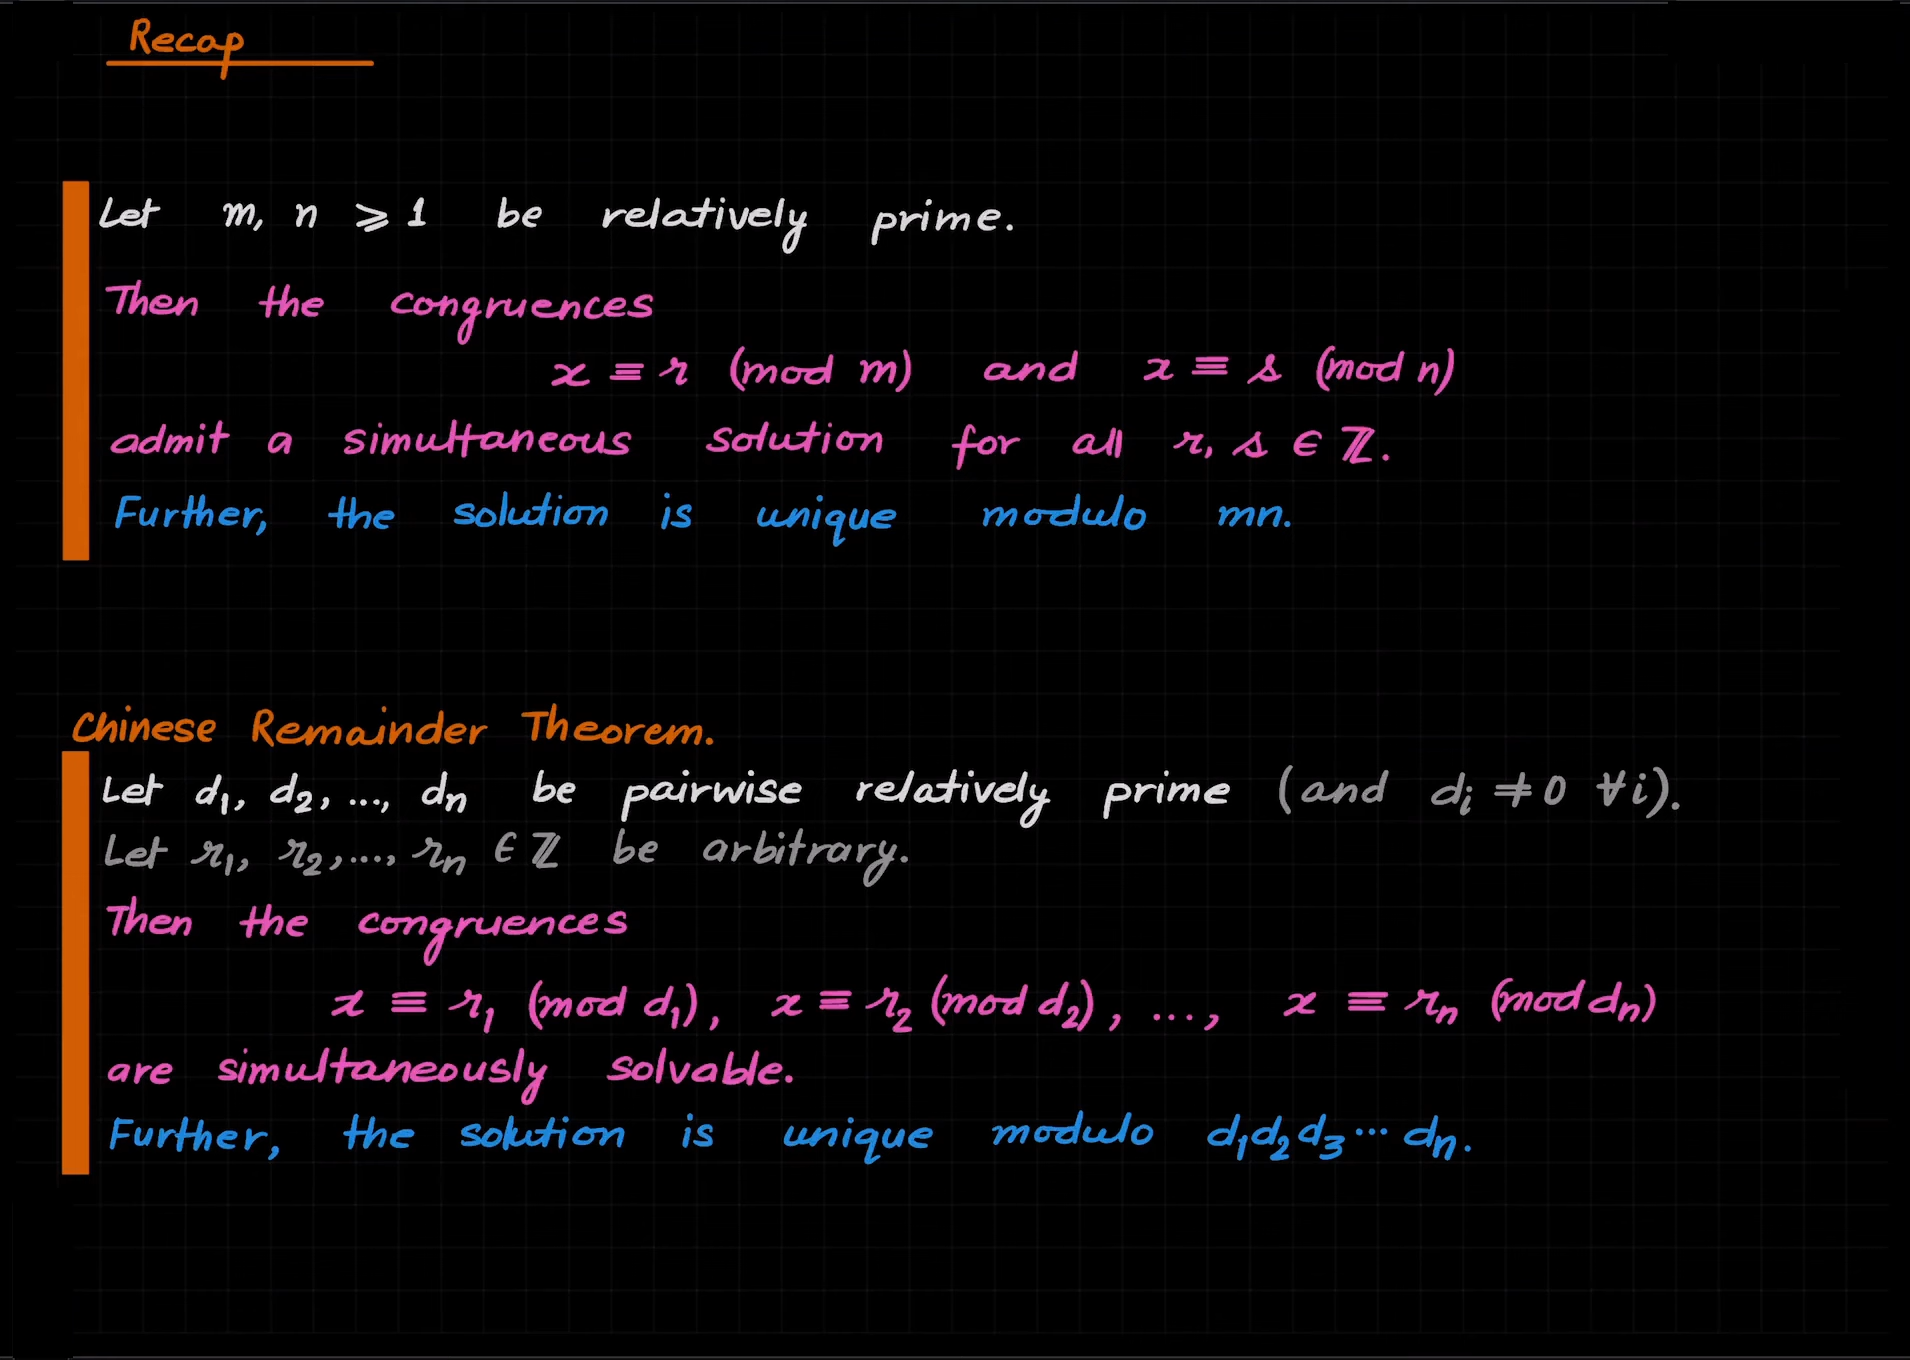 Recap
Let m, n ⩾ 1 be relatively prime.
Then the congruences
x ≡ r (mod m) and x ≡ s (mod n)
admit a simultaneous solution for all r, s ∈ ℤ.
Further, the solution is unique modulo mn.
Chinese Remainder Theorem.
Let d₁, d₂, ..., dₙ be pairwise relatively prime (and dᵢ ≠ 0 ∀i).
Let r₁, r₂, ..., rₙ ∈ ℤ be arbitrary.
Then the congruences
x ≡ r₁ (mod d₁), x ≡ r₂ (mod d₂), ..., x ≡ rₙ (mod dₙ)
are simultaneously solvable.
Further, the solution is unique modulo d₁d₂d₃⋯dₙ.